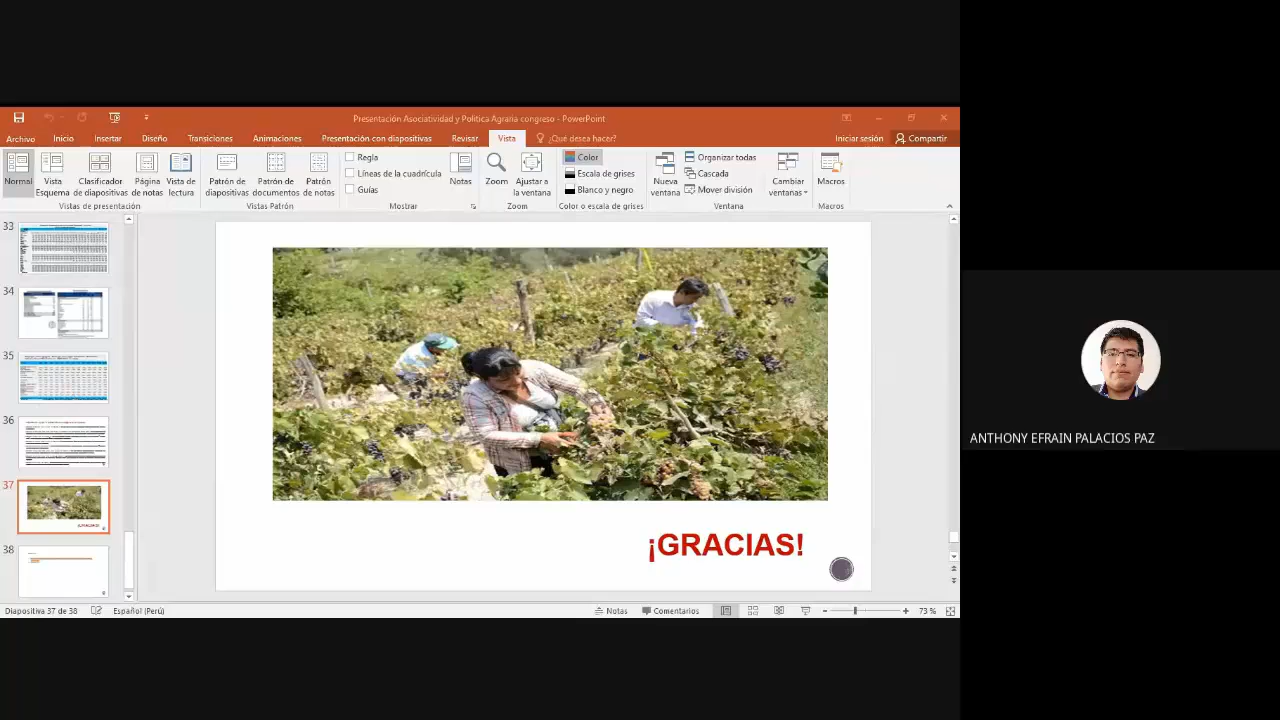 Presentación Asociatividad y Política Agraria congreso - PowerPoint
Archivo Inicio Insertar Diseño Transiciones Animaciones Presentación con diapositivas Revisar Vista ¿Qué desea hacer? Iniciar sesión Compartir
Normal
Vista Esquema
Clasificador de diapositivas
Página de notas
Vista de lectura
Vistas de presentación
Patrón de diapositivas
Patrón de documentos
Patrón de notas
Vistas Patrón
Regla
Líneas de la cuadrícula
Guías
Mostrar
Notas
Zoom
Ajustar a la ventana
Zoom
Color
Escala de grises
Blanco y negro
Color o escala de grises
Nueva ventana
Organizar todas
Cascada
Mover división
Ventana
Cambiar ventanas
Macros
Macros
33
34
35
36
37
38
¡GRACIAS!
ANTHONY EFRAIN PALACIOS PAZ
Diapositiva 37 de 38 Español (Perú) Notas Comentarios 73 %